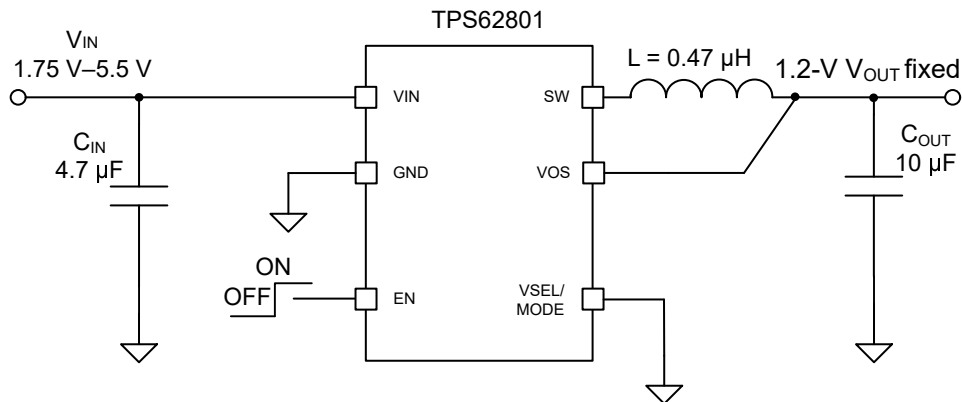 TPS62801
VIN
1.75 V–5.5 V
L = 0.47 µH
1.2-V VOUT fixed
VIN
SW
CIN
4.7 µF
GND
VOS
COUT
10 µF
ON
OFF
EN
VSEL/
MODE